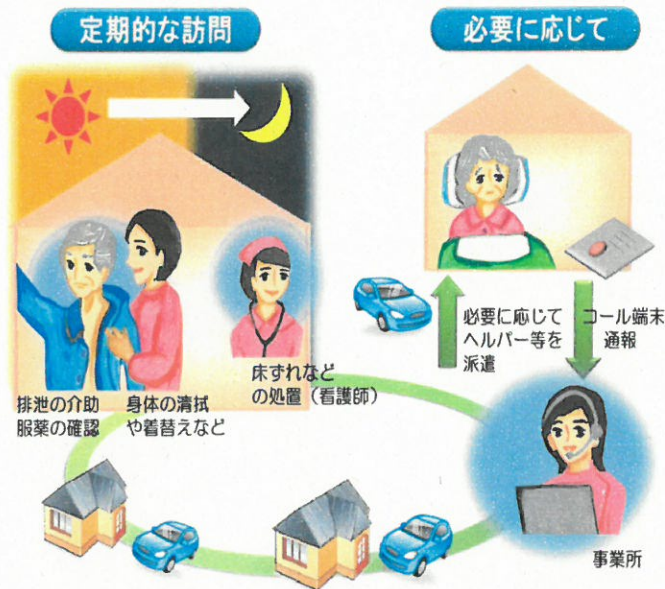 定期的な訪問
必要に応じて
排泄の介助
服薬の確認
身体の清拭
や着替えなど
床ずれなど
の処置（看護師）
必要に応じて
ヘルパー等を
派遣
コール端末
通報
事業所